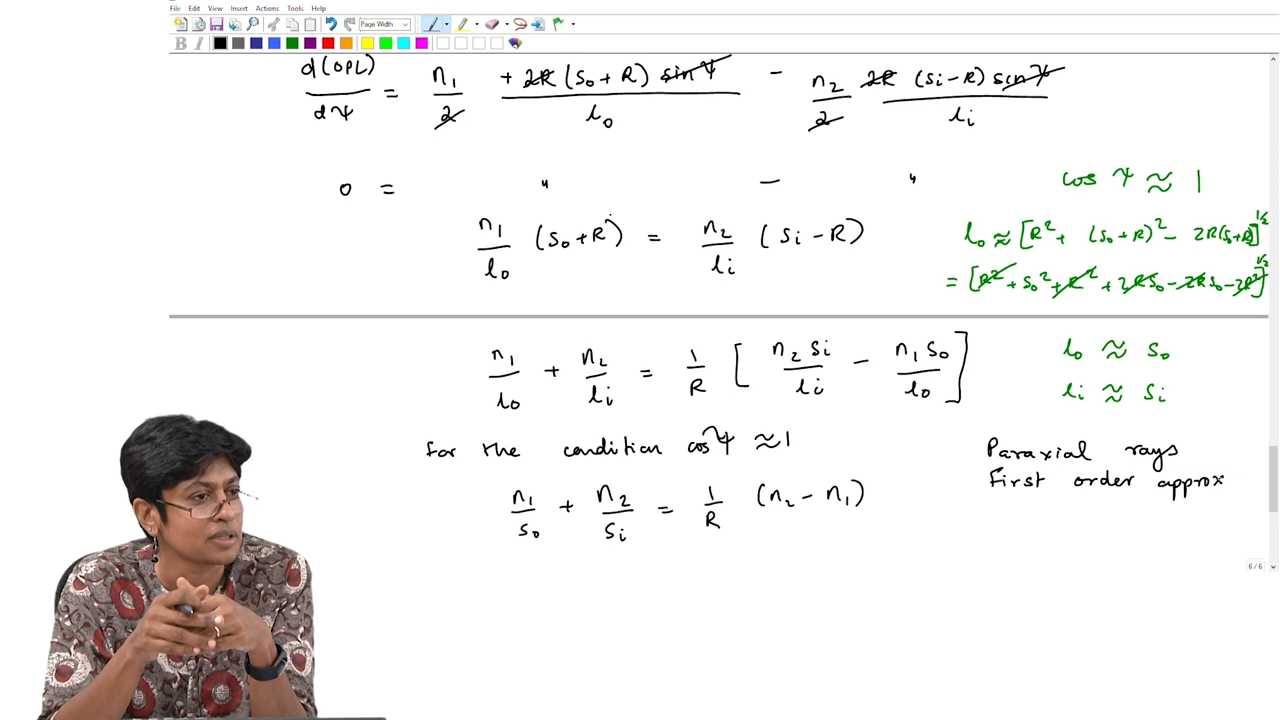 File Edit View Insert Actions Tools Help
Page Width
B I
d(OPL)/dψ = n₁/2 +2R (S₀+R) sinψ / l₀ − n₂/2 2R (Si−R) sinψ / li
0 = " − "
cos ψ ≈ 1
n₁/l₀ (S₀+R) = n₂/li (Si−R)
l₀ ≈ [R² + (S₀+R)² − 2R(S₀+R)]^1/2
= [R² + S₀² + R² + 2RS₀ − 2RS₀ − 2R²]^1/2
n₁/l₀ + n₂/li = 1/R [n₂Si/li − n₁S₀/l₀]
l₀ ≈ S₀
li ≈ Si
for the condition cos ψ ≈ 1
Paraxial rays
First order approx
n₁/S₀ + n₂/Si = 1/R (n₂ − n₁)
6/6